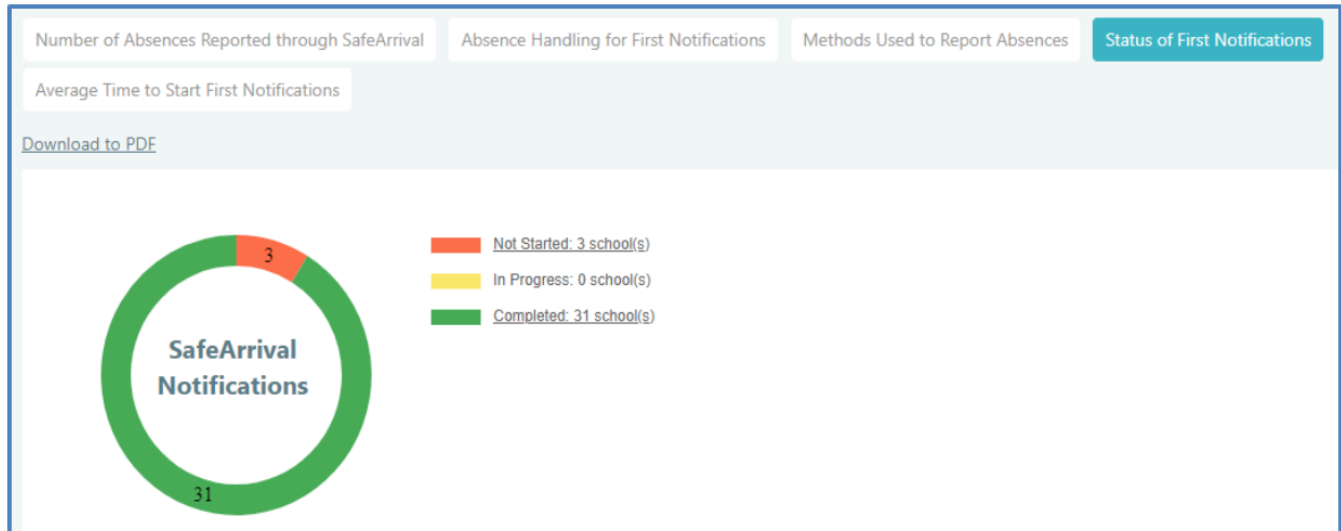 Number of Absences Reported through SafeArrival
Absence Handling for First Notifications
Methods Used to Report Absences
Status of First Notifications
Average Time to Start First Notifications
Download to PDF
3
Not Started: 3 school(s)
In Progress: 0 school(s)
Completed: 31 school(s)
SafeArrival
Notifications
31